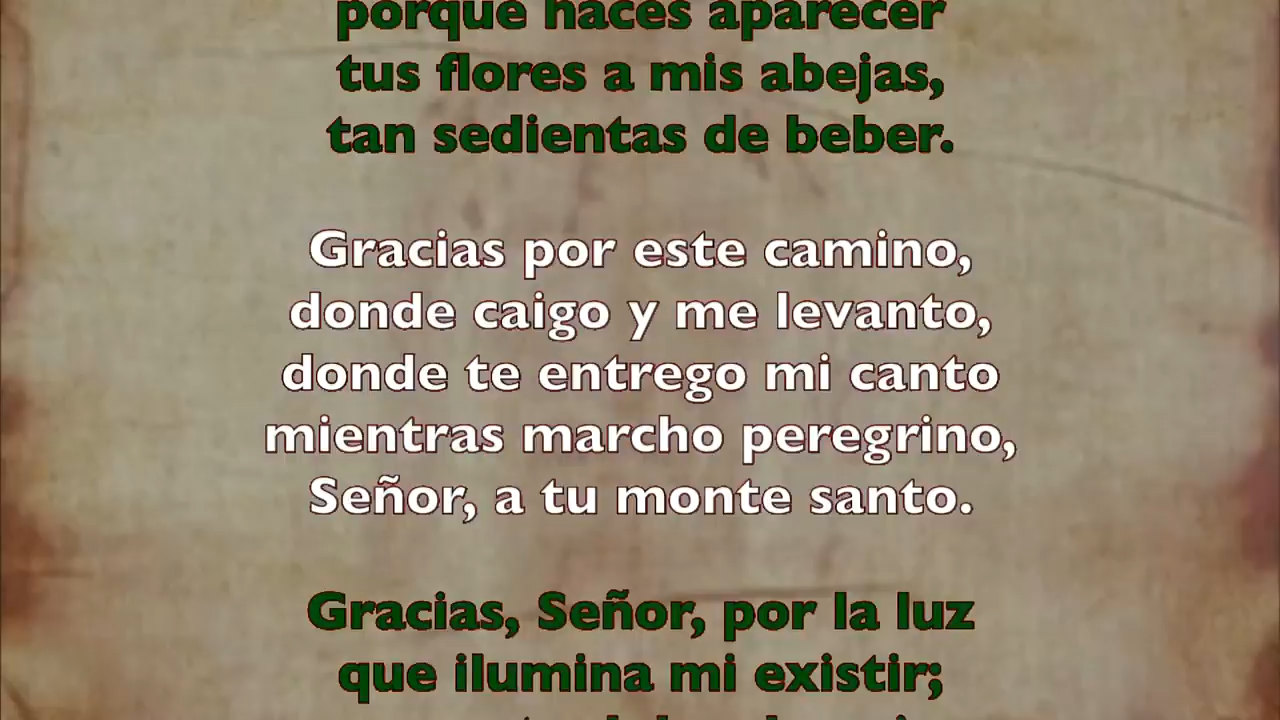 porque haces aparecer
tus flores a mis abejas,
tan sedientas de beber.
Gracias por este camino,
donde caigo y me levanto,
donde te entrego mi canto
mientras marcho peregrino,
Señor, a tu monte santo.
Gracias, Señor, por la luz
que ilumina mi existir;